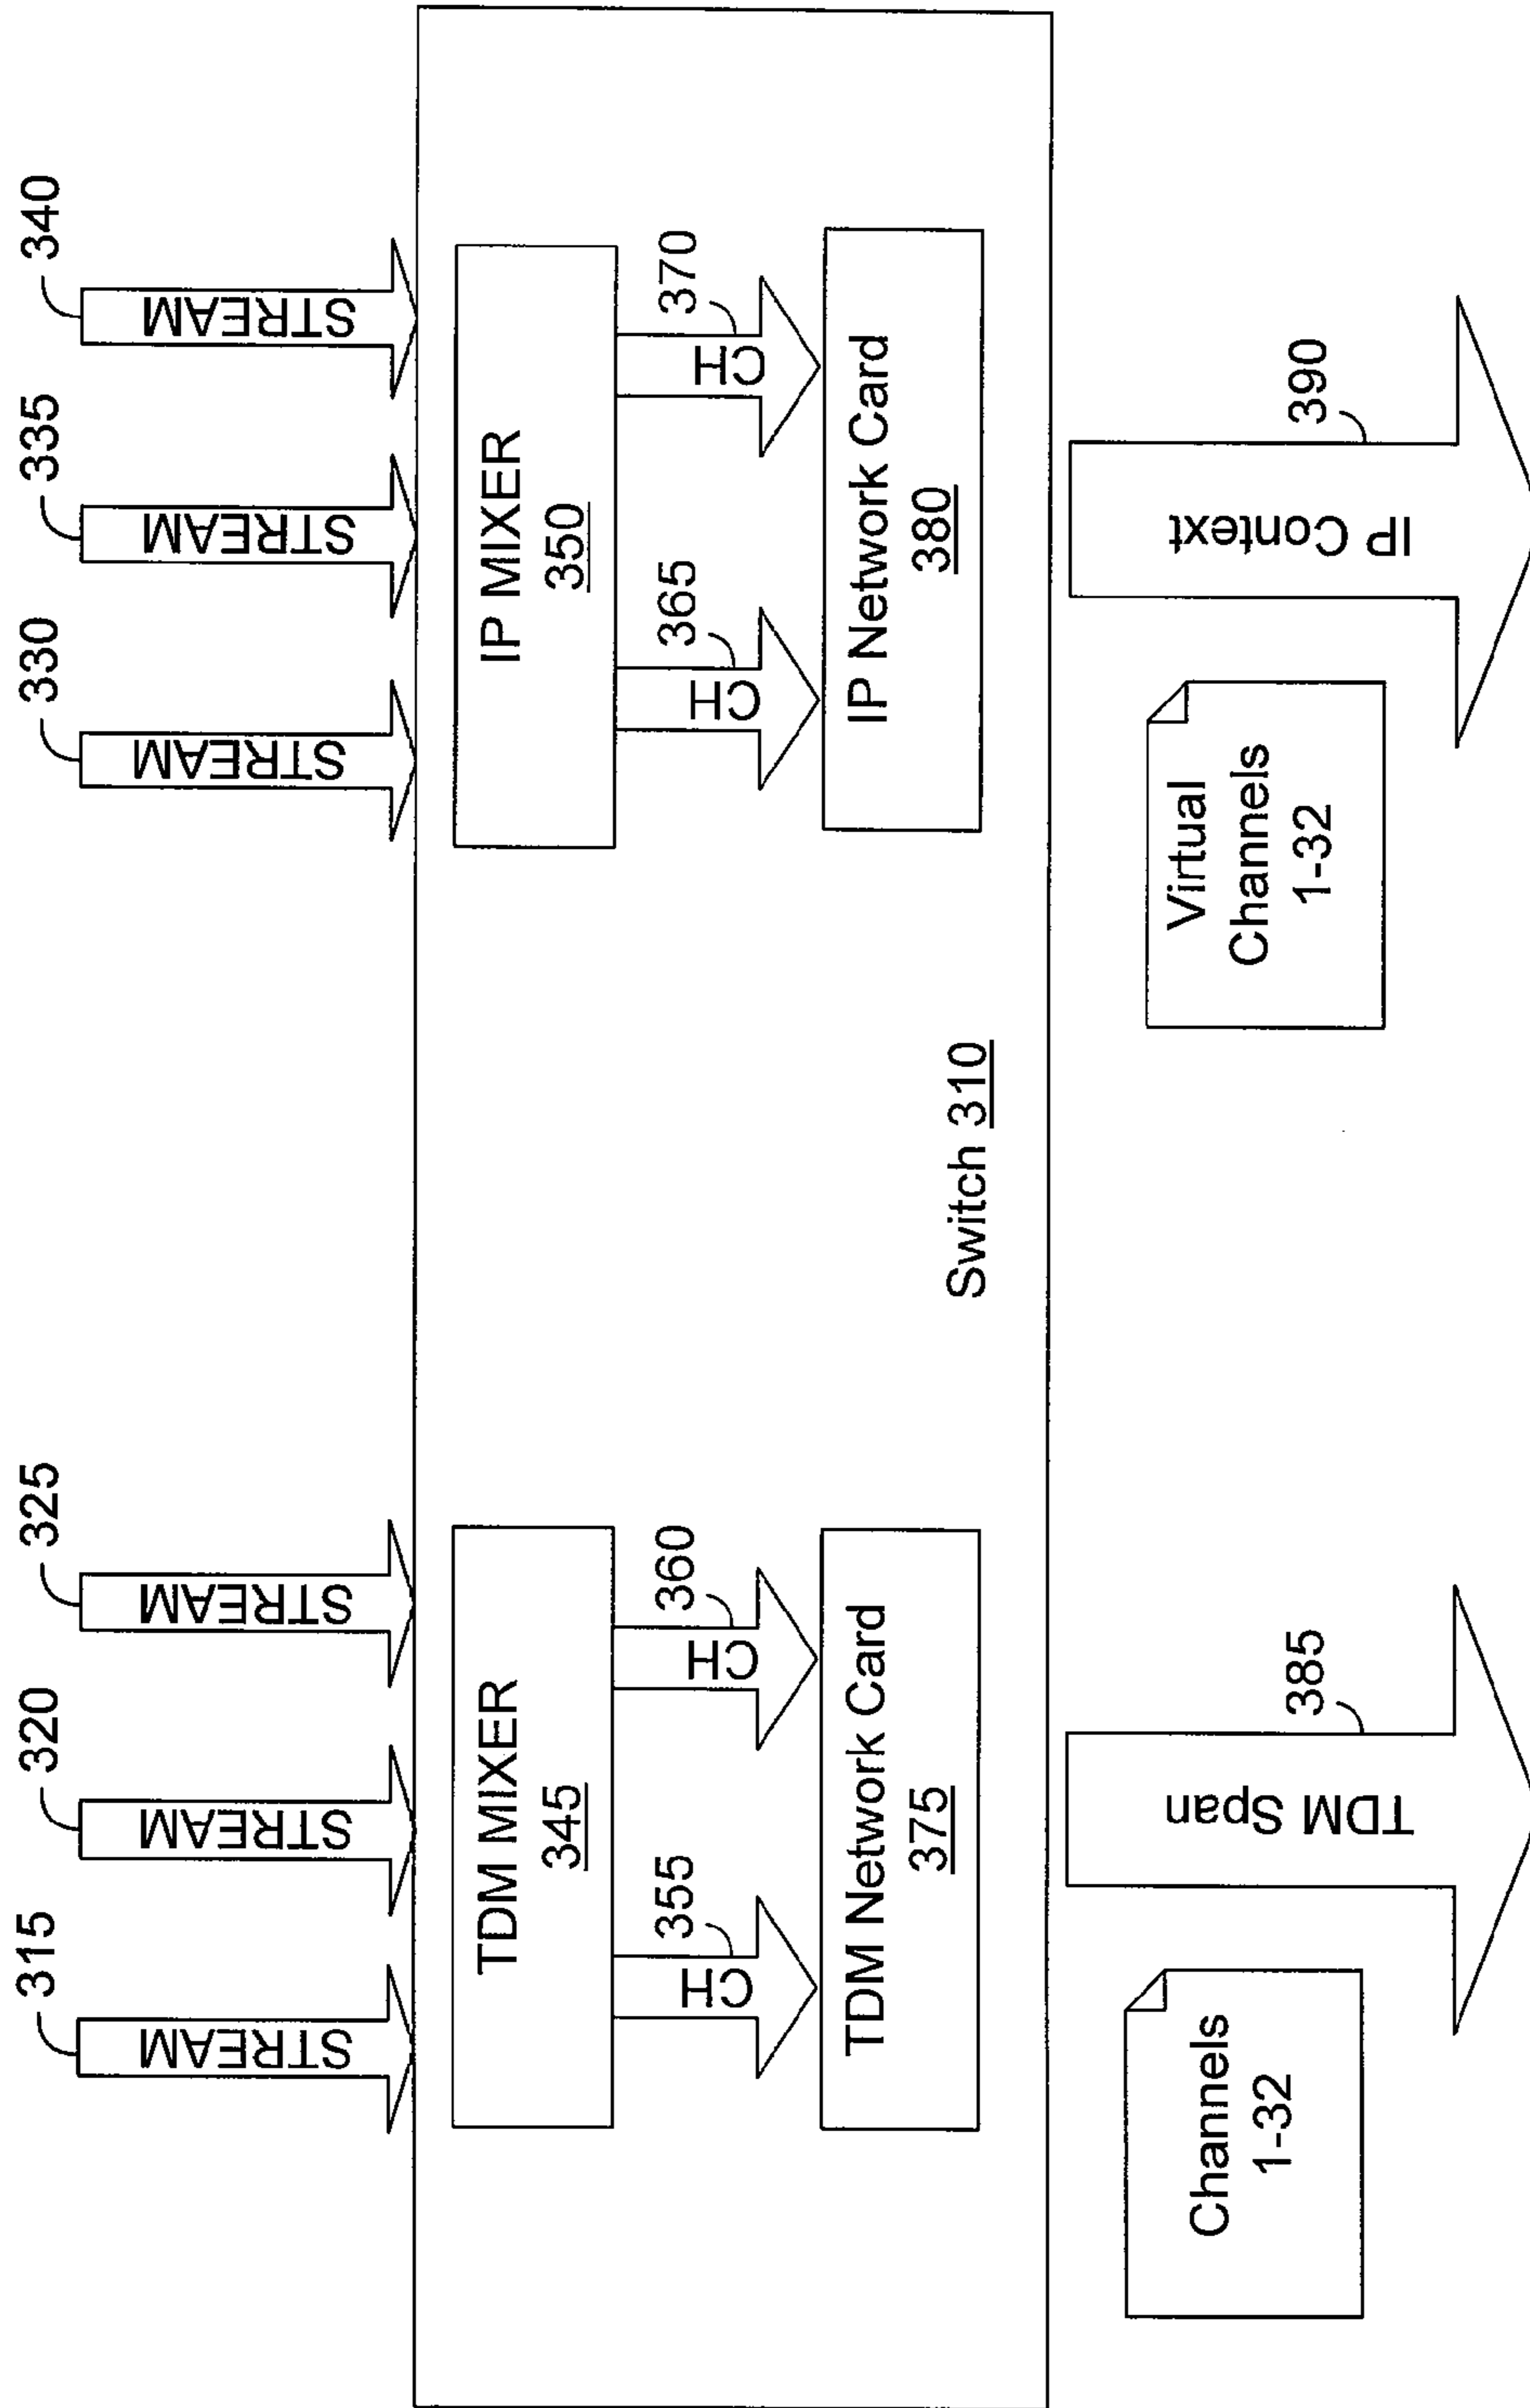 315
320
325
330
335
340
STREAM
STREAM
STREAM
STREAM
STREAM
STREAM
TDM MIXER
345
IP MIXER
350
355
360
365
370
CH
CH
CH
CH
TDM Network Card
375
IP Network Card
380
Switch 310
Channels
1-32
TDM Span
385
Virtual
Channels
1-32
IP Context
390